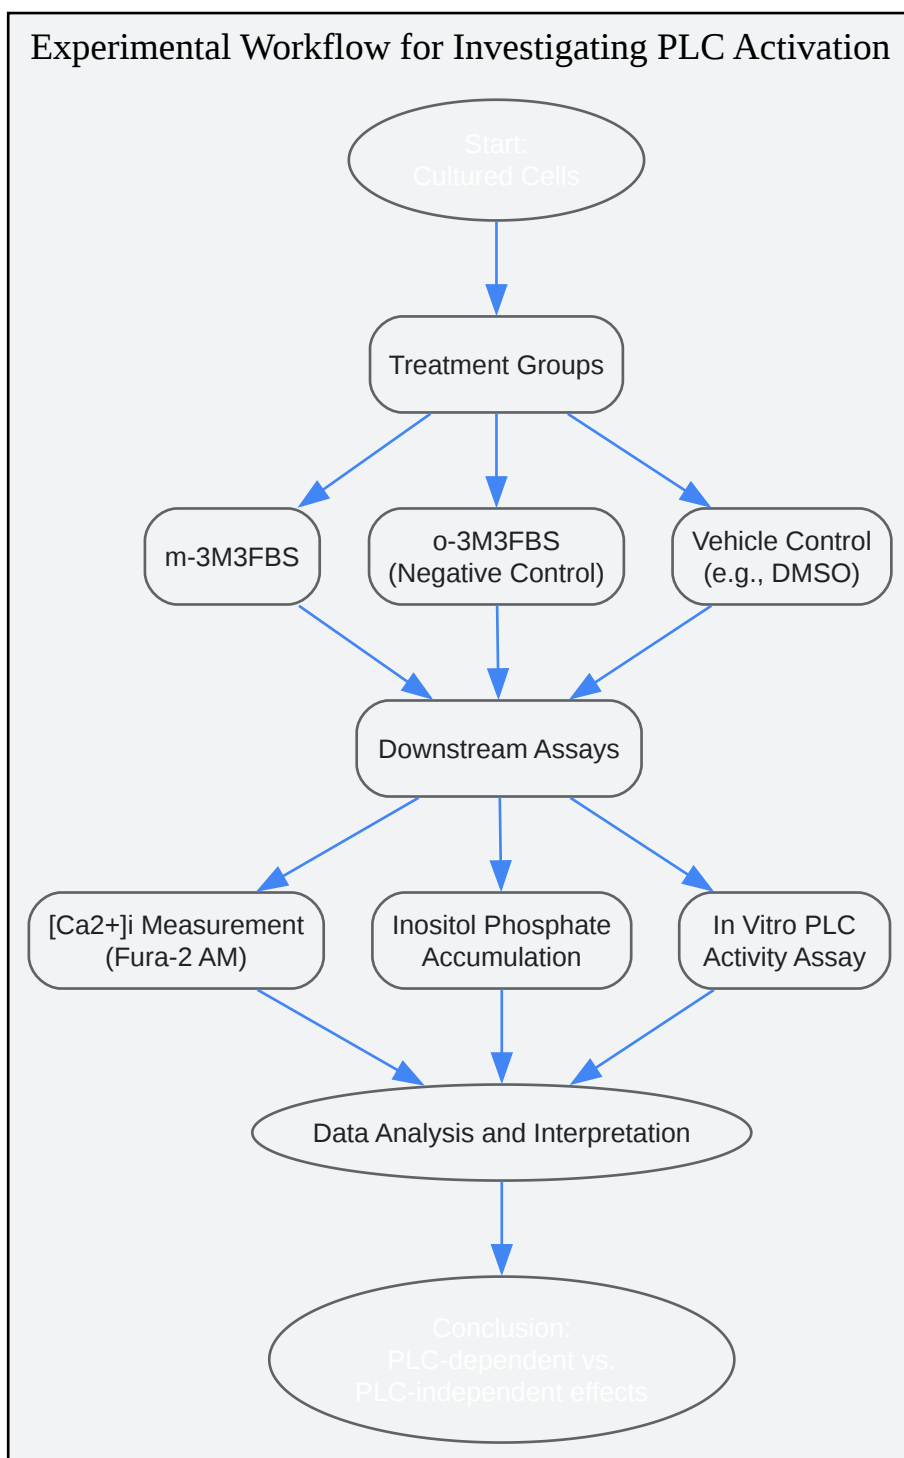 Experimental Workflow for Investigating PLC Activation
Start:
Cultured Cells
Treatment Groups
m-3M3FBS
o-3M3FBS
(Negative Control)
Vehicle Control
(e.g., DMSO)
Downstream Assays
[Ca2+]i Measurement
(Fura-2 AM)
Inositol Phosphate
Accumulation
In Vitro PLC
Activity Assay
Data Analysis and Interpretation
Conclusion:
PLC-dependent vs.
PLC-independent effects